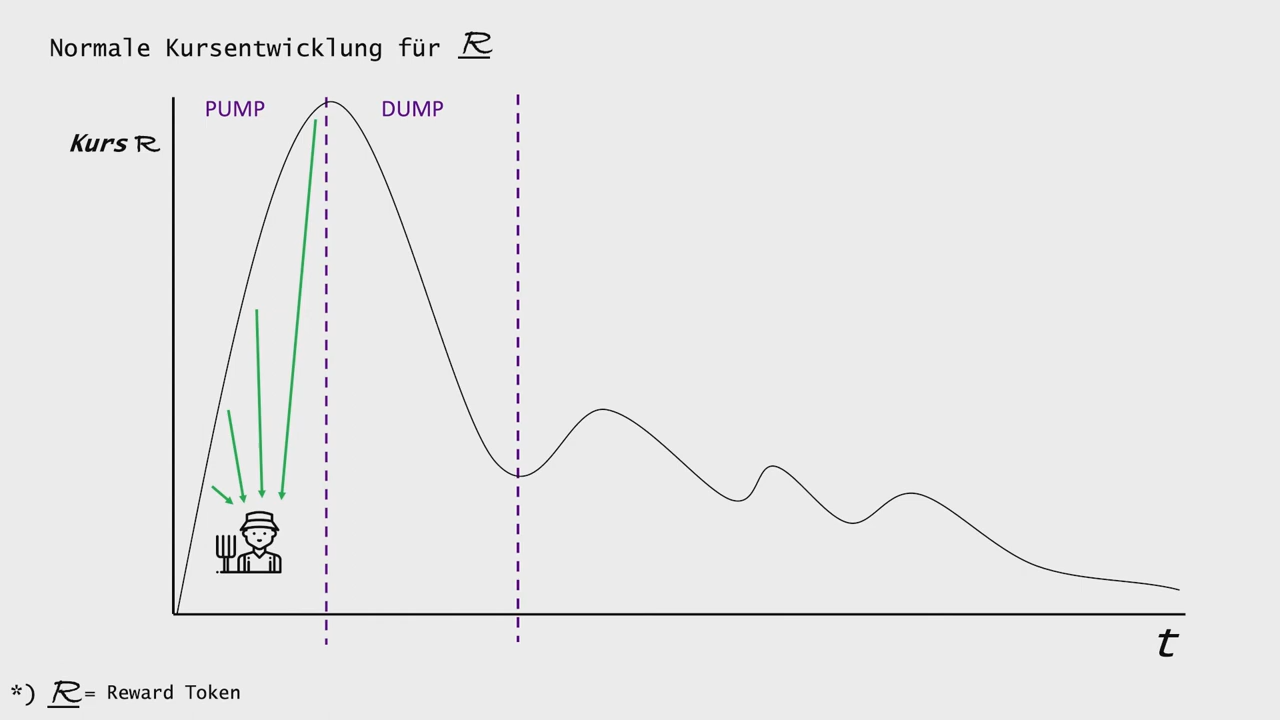 Normale Kursentwicklung für R
PUMP
DUMP
Kurs R
t
*) R = Reward Token